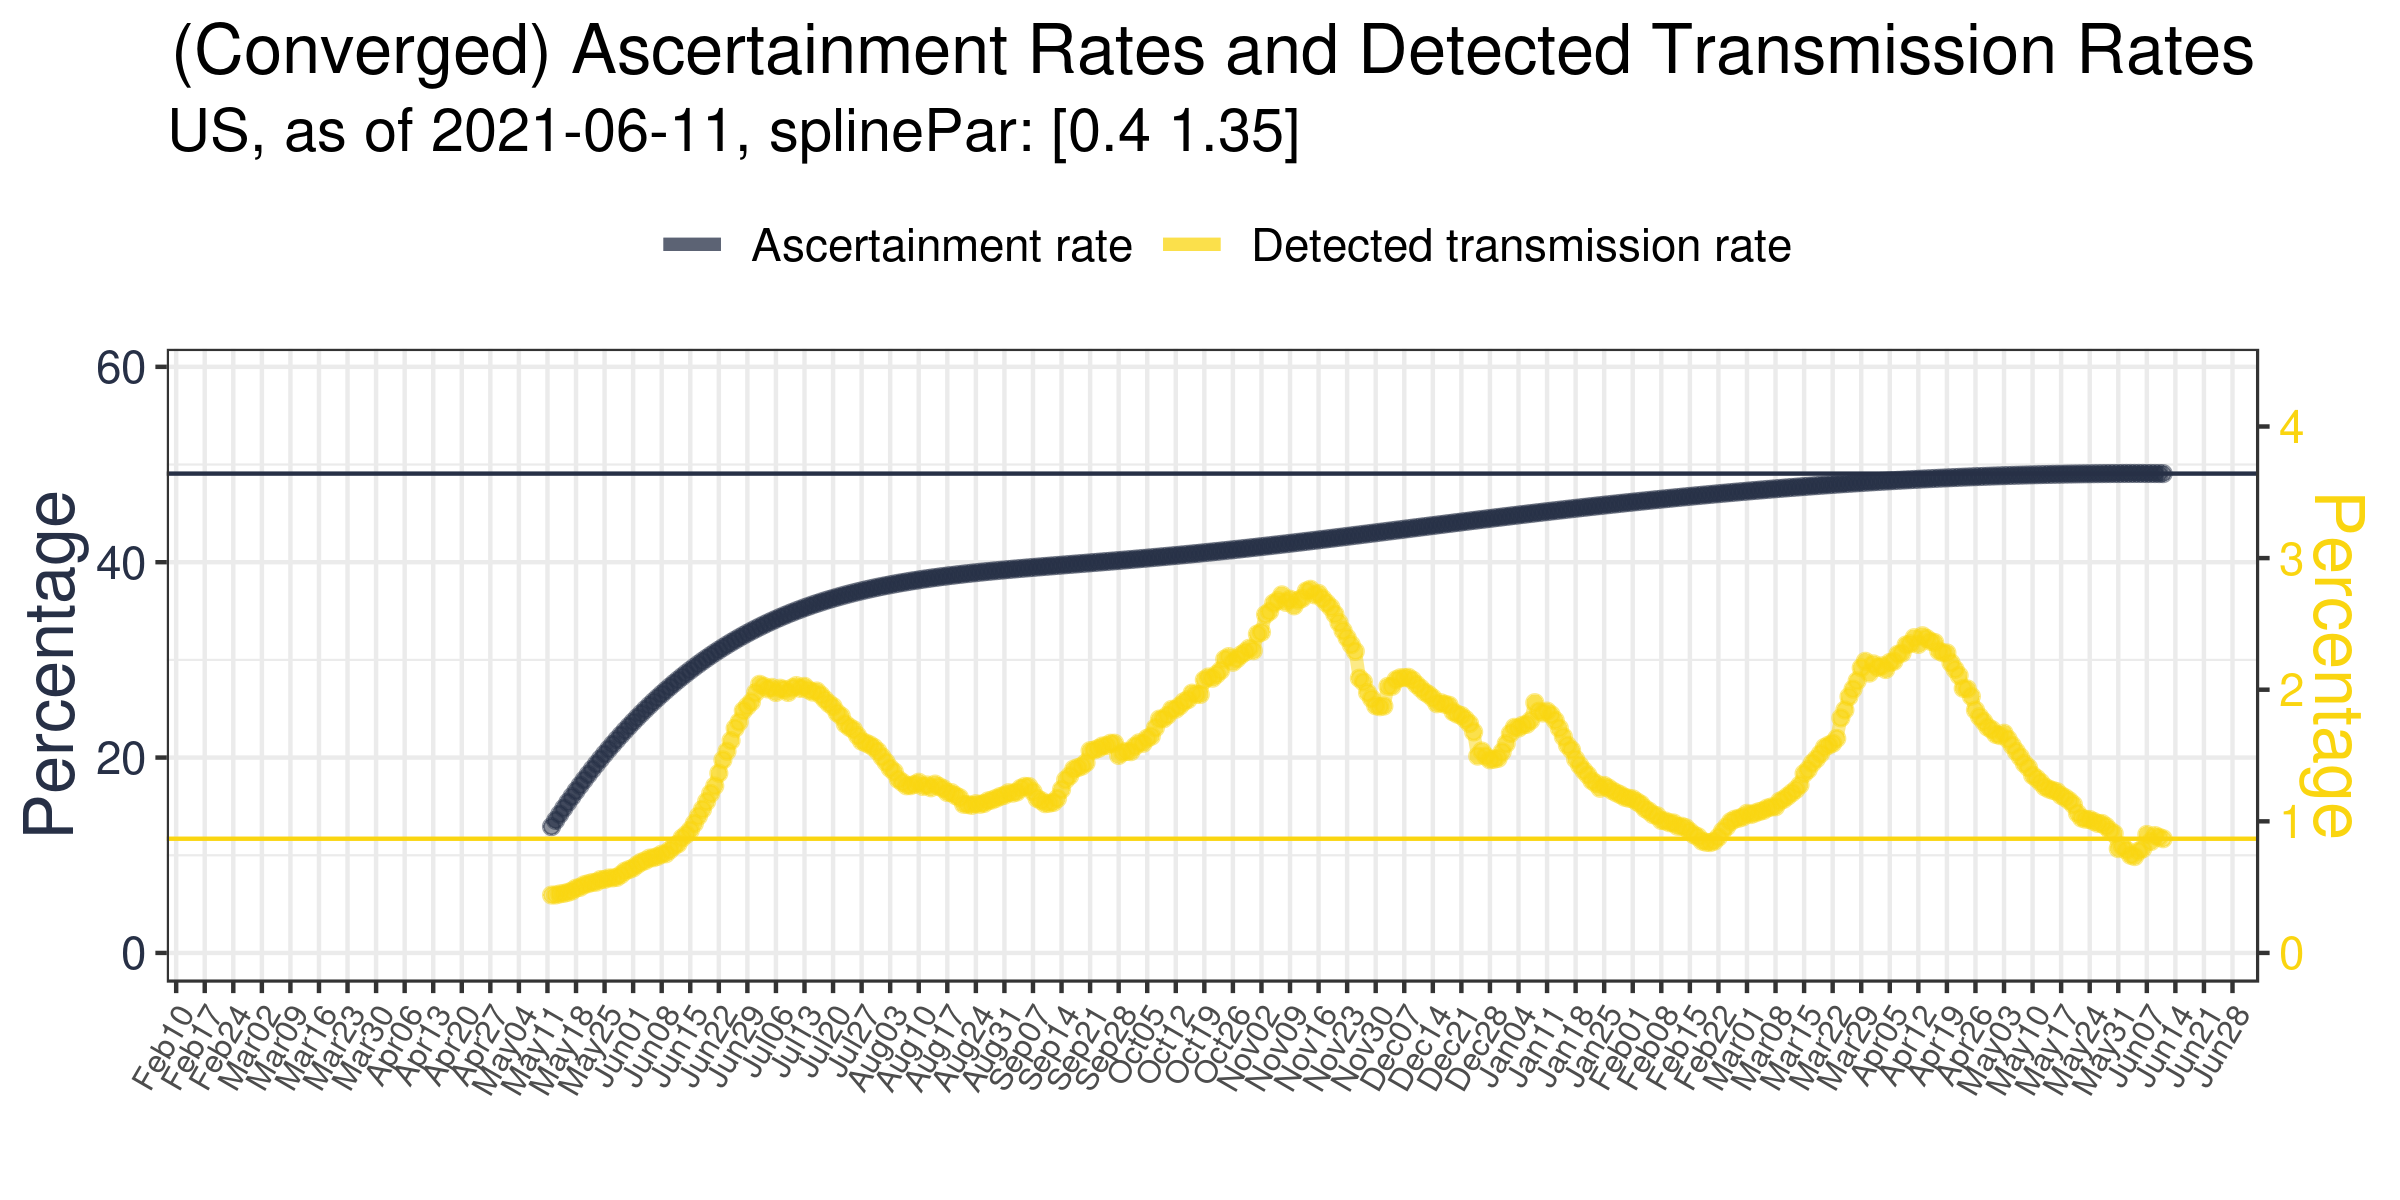 (Converged) Ascertainment Rates and Detected Transmission Rates
US, as of 2021-06-11, splinePar: [0.4 1.35]
Ascertainment rate
Detected transmission rate
Percentage
60
40
20
0
4
3
2
1
0
Percentage
Feb10
Feb17
Feb24
Mar02
Mar09
Mar16
Mar23
Mar30
Apr06
Apr13
Apr20
Apr27
May04
May11
May18
May25
Jun01
Jun08
Jun15
Jun22
Jun29
Jul06
Jul13
Jul20
Jul27
Aug03
Aug10
Aug17
Aug24
Aug31
Sep07
Sep14
Sep21
Sep28
Oct05
Oct12
Oct19
Oct26
Nov02
Nov09
Nov16
Nov23
Nov30
Dec07
Dec14
Dec21
Dec28
Jan04
Jan11
Jan18
Jan25
Feb01
Feb08
Feb15
Feb22
Mar01
Mar08
Mar15
Mar22
Mar29
Apr05
Apr12
Apr19
Apr26
May03
May10
May17
May24
May31
Jun07
Jun14
Jun21
Jun28